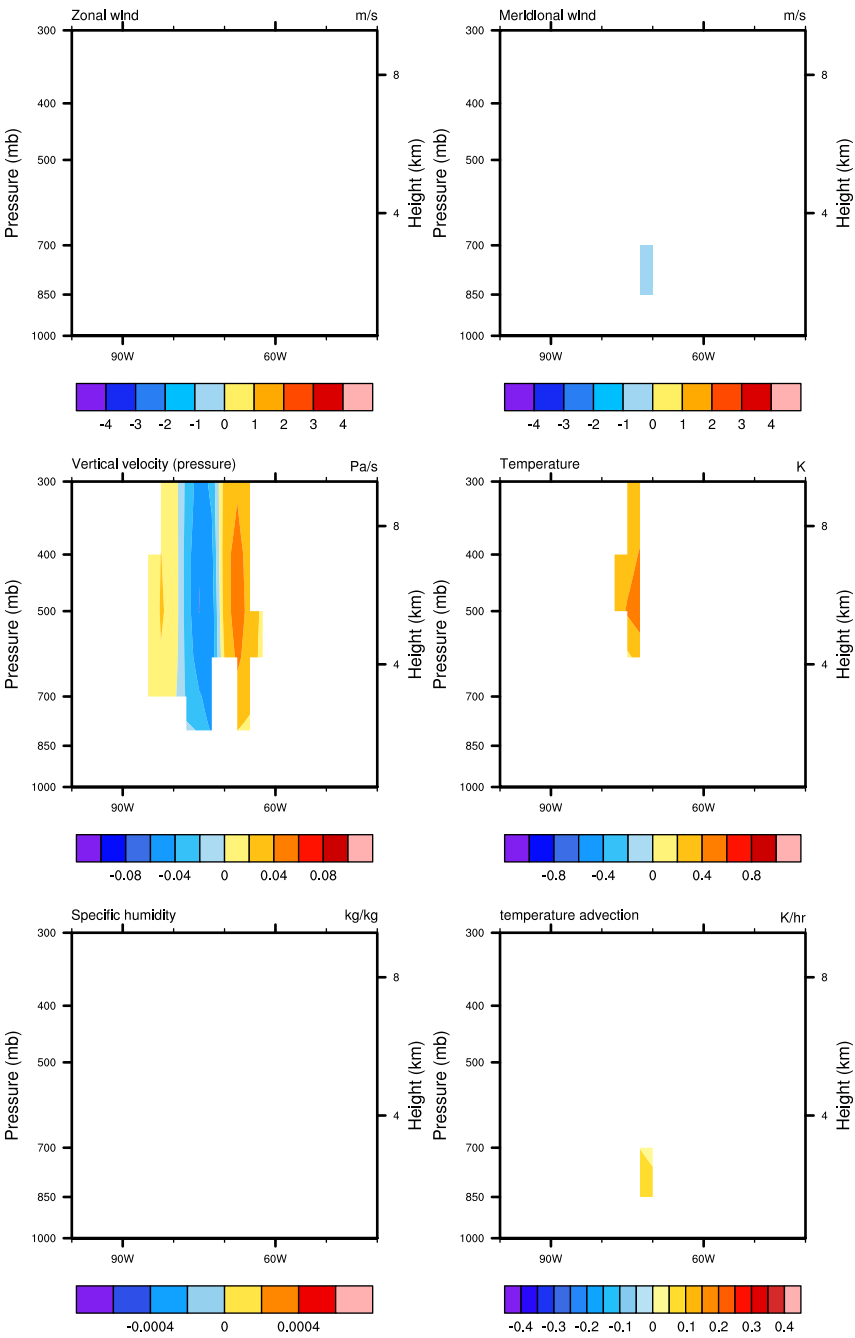 Zonal wind m/s
Meridional wind m/s
300
400
500
700
850
1000
Pressure (mb)
8
4
Height (km)
90W 60W
-4 -3 -2 -1 0 1 2 3 4
300
400
500
700
850
1000
Pressure (mb)
8
4
Height (km)
90W 60W
-4 -3 -2 -1 0 1 2 3 4
Vertical velocity (pressure) Pa/s
Temperature K
300
400
500
700
850
1000
Pressure (mb)
8
4
Height (km)
90W 60W
-0.08 -0.04 0 0.04 0.08
300
400
500
700
850
1000
Pressure (mb)
8
4
Height (km)
90W 60W
-0.8 -0.4 0 0.4 0.8
Specific humidity kg/kg
temperature advection K/hr
300
400
500
700
850
1000
Pressure (mb)
8
4
Height (km)
90W 60W
-0.0004 0 0.0004
300
400
500
700
850
1000
Pressure (mb)
8
4
Height (km)
90W 60W
-0.4 -0.3 -0.2 -0.1 0 0.1 0.2 0.3 0.4